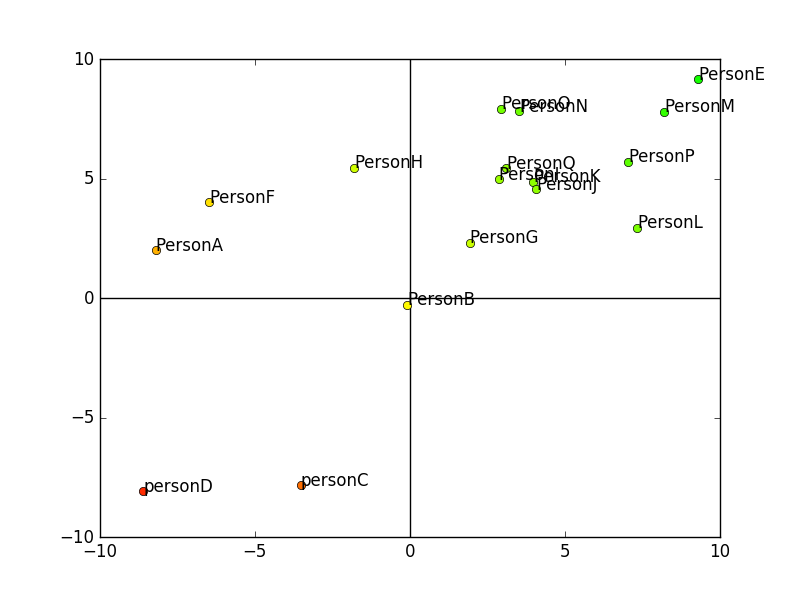 10
PersonE
PersonO
PersonN
PersonM
PersonH
PersonQ
PersonP
5
PersonI
PersonK
PersonJ
PersonF
PersonL
PersonG
PersonA
0
PersonB
−5
personD
personC
−10
−10
−5
0
5
10